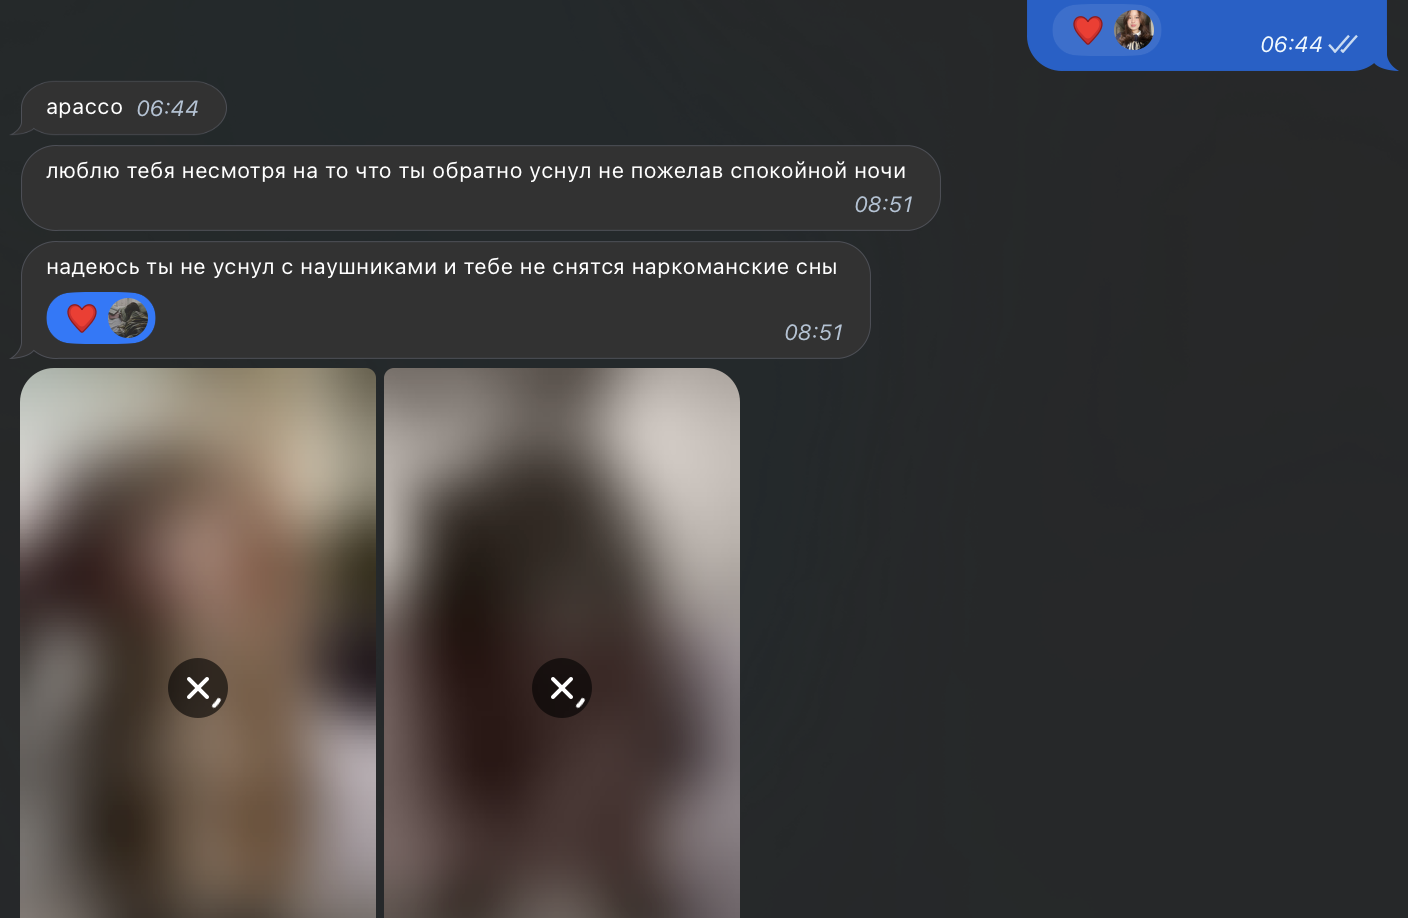 06:44
арассо 06:44
люблю тебя несмотря на то что ты обратно уснул не пожелав спокойной ночи
08:51
надеюсь ты не уснул с наушниками и тебе не снятся наркоманские сны
08:51